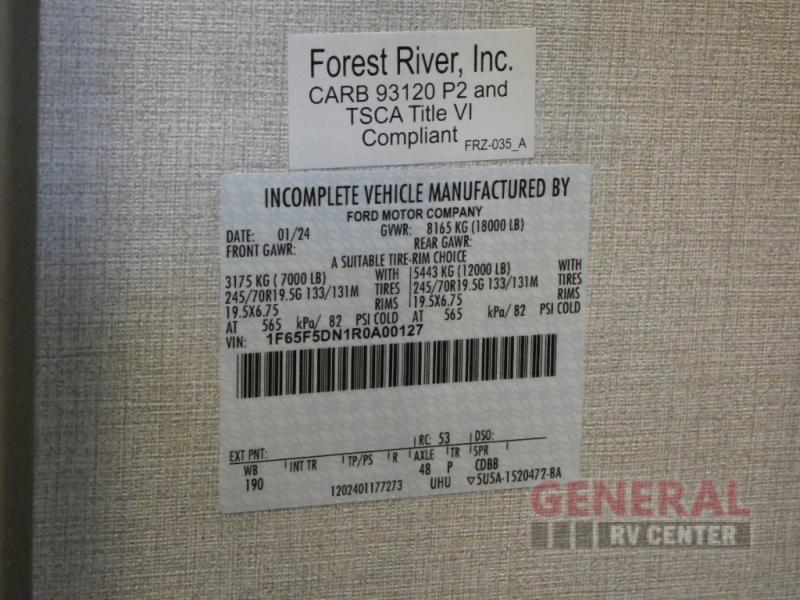 Forest River, Inc.
CARB 93120 P2 and
TSCA Title VI
Compliant
FRZ-035_A
INCOMPLETE VEHICLE MANUFACTURED BY
FORD MOTOR COMPANY
DATE: 01/24 GVWR: 8165 KG (18000 LB)
FRONT GAWR: REAR GAWR:
A SUITABLE TIRE-RIM CHOICE
3175 KG ( 7000 LB) WITH 5443 KG (12000 LB) WITH
245/70R19.5G 133/131M TIRES 245/70R19.5G 133/131M TIRES
19.5X6.75 RIMS 19.5X6.75 RIMS
AT 565 kPa/ 82 PSI COLD AT 565 kPa/ 82 PSI COLD
VIN: 1F65F5DN1R0A00127
EXT PNT: RC: 53 DSO:
WB INT TR TP/PS R AXLE TR SPR
190 48 P CDBB
1202401177273 UHU ▽5U5A-1520472-BA
GENERAL
RV CENTER